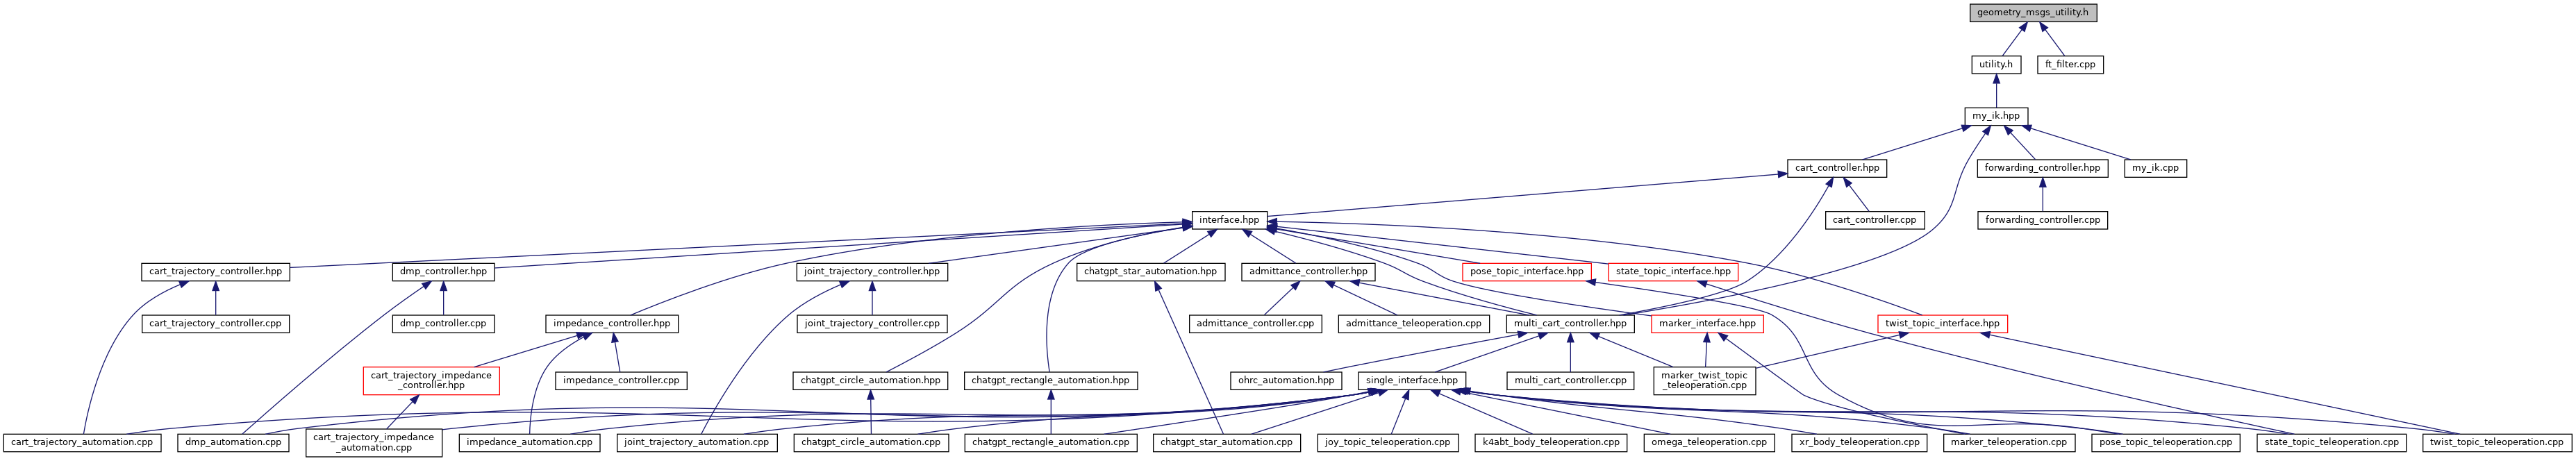 geometry_msgs_utility.h
utility.h
ft_filter.cpp
my_ik.hpp
cart_controller.hpp
forwarding_controller.hpp
my_ik.cpp
interface.hpp
cart_controller.cpp
forwarding_controller.cpp
cart_trajectory_controller.hpp
dmp_controller.hpp
joint_trajectory_controller.hpp
chatgpt_star_automation.hpp
admittance_controller.hpp
pose_topic_interface.hpp
state_topic_interface.hpp
cart_trajectory_controller.cpp
dmp_controller.cpp
impedance_controller.hpp
joint_trajectory_controller.cpp
admittance_controller.cpp
admittance_teleoperation.cpp
multi_cart_controller.hpp
marker_interface.hpp
twist_topic_interface.hpp
cart_trajectory_impedance
_controller.hpp
impedance_controller.cpp
chatgpt_circle_automation.hpp
chatgpt_rectangle_automation.hpp
ohrc_automation.hpp
single_interface.hpp
multi_cart_controller.cpp
marker_twist_topic
_teleoperation.cpp
cart_trajectory_automation.cpp
dmp_automation.cpp
cart_trajectory_impedance
_automation.cpp
impedance_automation.cpp
joint_trajectory_automation.cpp
chatgpt_circle_automation.cpp
chatgpt_rectangle_automation.cpp
chatgpt_star_automation.cpp
joy_topic_teleoperation.cpp
k4abt_body_teleoperation.cpp
omega_teleoperation.cpp
xr_body_teleoperation.cpp
marker_teleoperation.cpp
pose_topic_teleoperation.cpp
state_topic_teleoperation.cpp
twist_topic_teleoperation.cpp